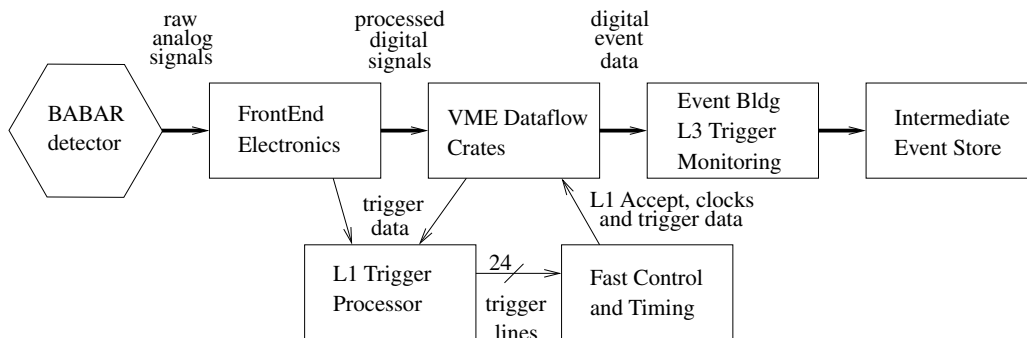 raw
analog
signals
processed
digital
signals
digital
event
data
BABAR
detector
FrontEnd
Electronics
VME Dataflow
Crates
Event Bldg
L3 Trigger
Monitoring
Intermediate
Event Store
trigger
data
L1 Accept, clocks
and trigger data
L1 Trigger
Processor
24
trigger
lines
Fast Control
and Timing